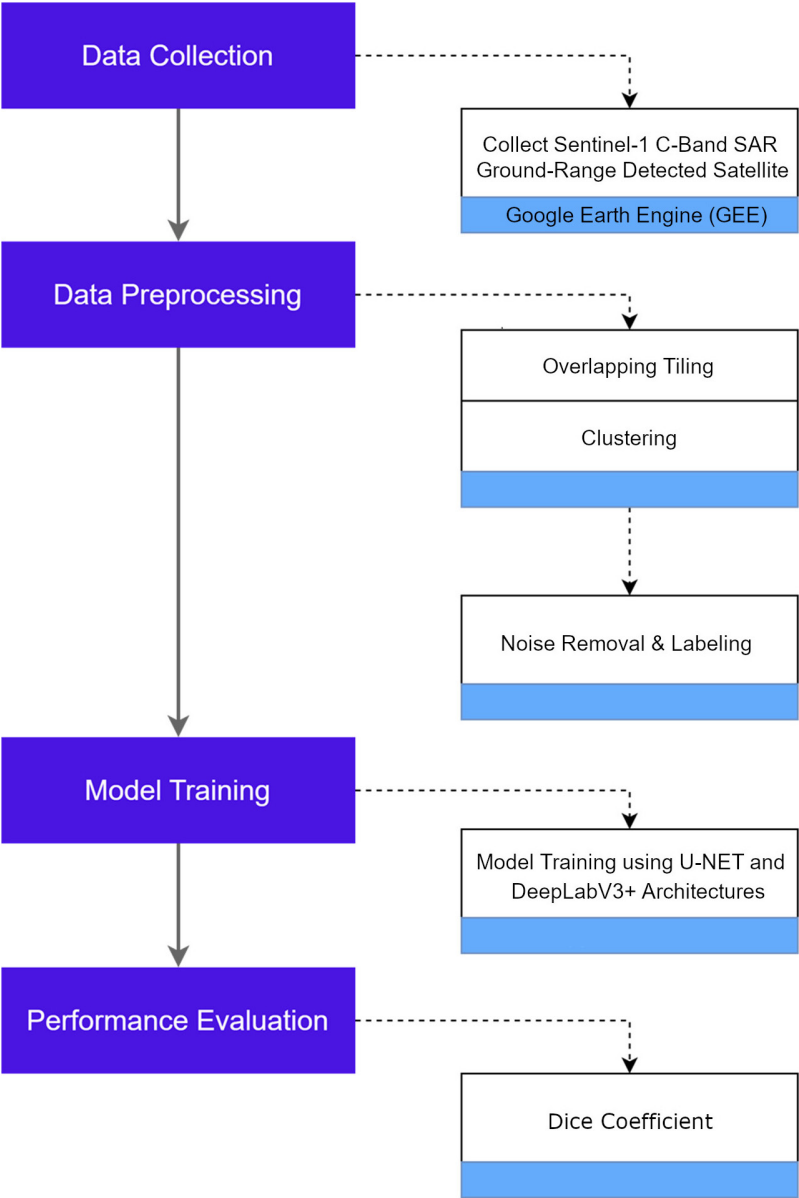 Data Collection
Collect Sentinel-1 C-Band SAR
Ground-Range Detected Satellite
Google Earth Engine (GEE)
Data Preprocessing
Overlapping Tiling
Clustering
Noise Removal & Labeling
Model Training
Model Training using U-NET and
DeepLabV3+ Architectures
Performance Evaluation
Dice Coefficient